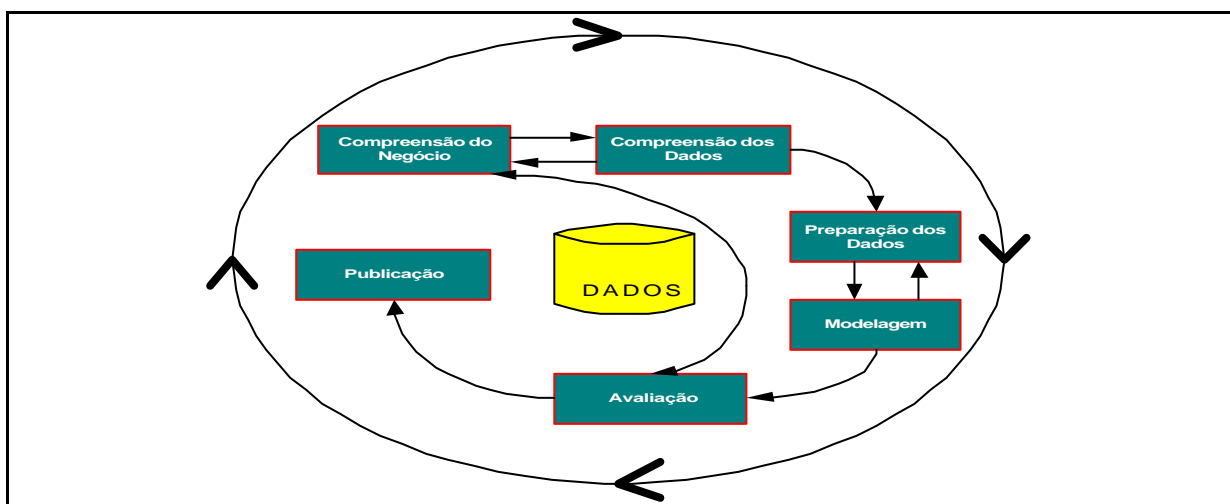 Compreensão do
Negócio
Compreensão dos
Dados
Preparação dos
Dados
Publicação
DADOS
Modelagem
Avaliação